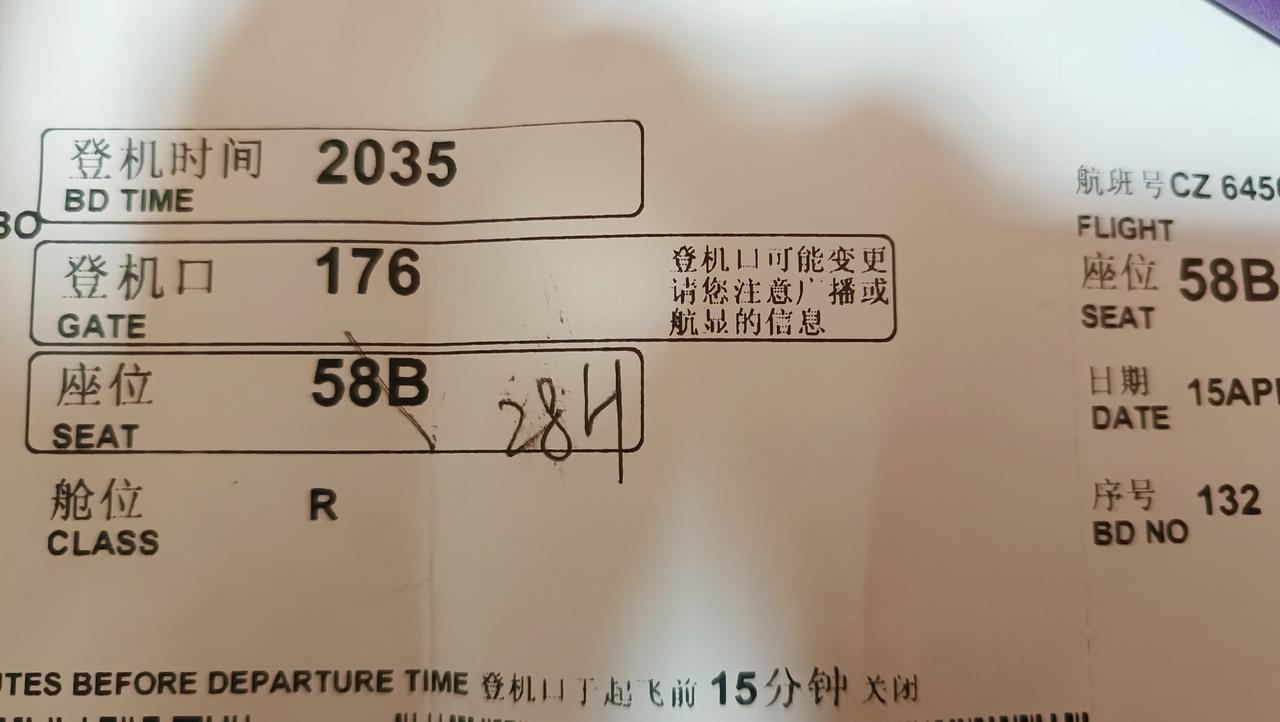 登机时间 2035
BD TIME
登机口 176
GATE
登机口可能变更
请您注意广播或
航显的信息
座位 58B 28H
SEAT
舱位 R
CLASS
BEFORE DEPARTURE TIME 登机口于起飞前 15分钟 关闭
航班号 CZ 645
FLIGHT
座位 58B
SEAT
日期 15AP
DATE
序号 132
BD NO